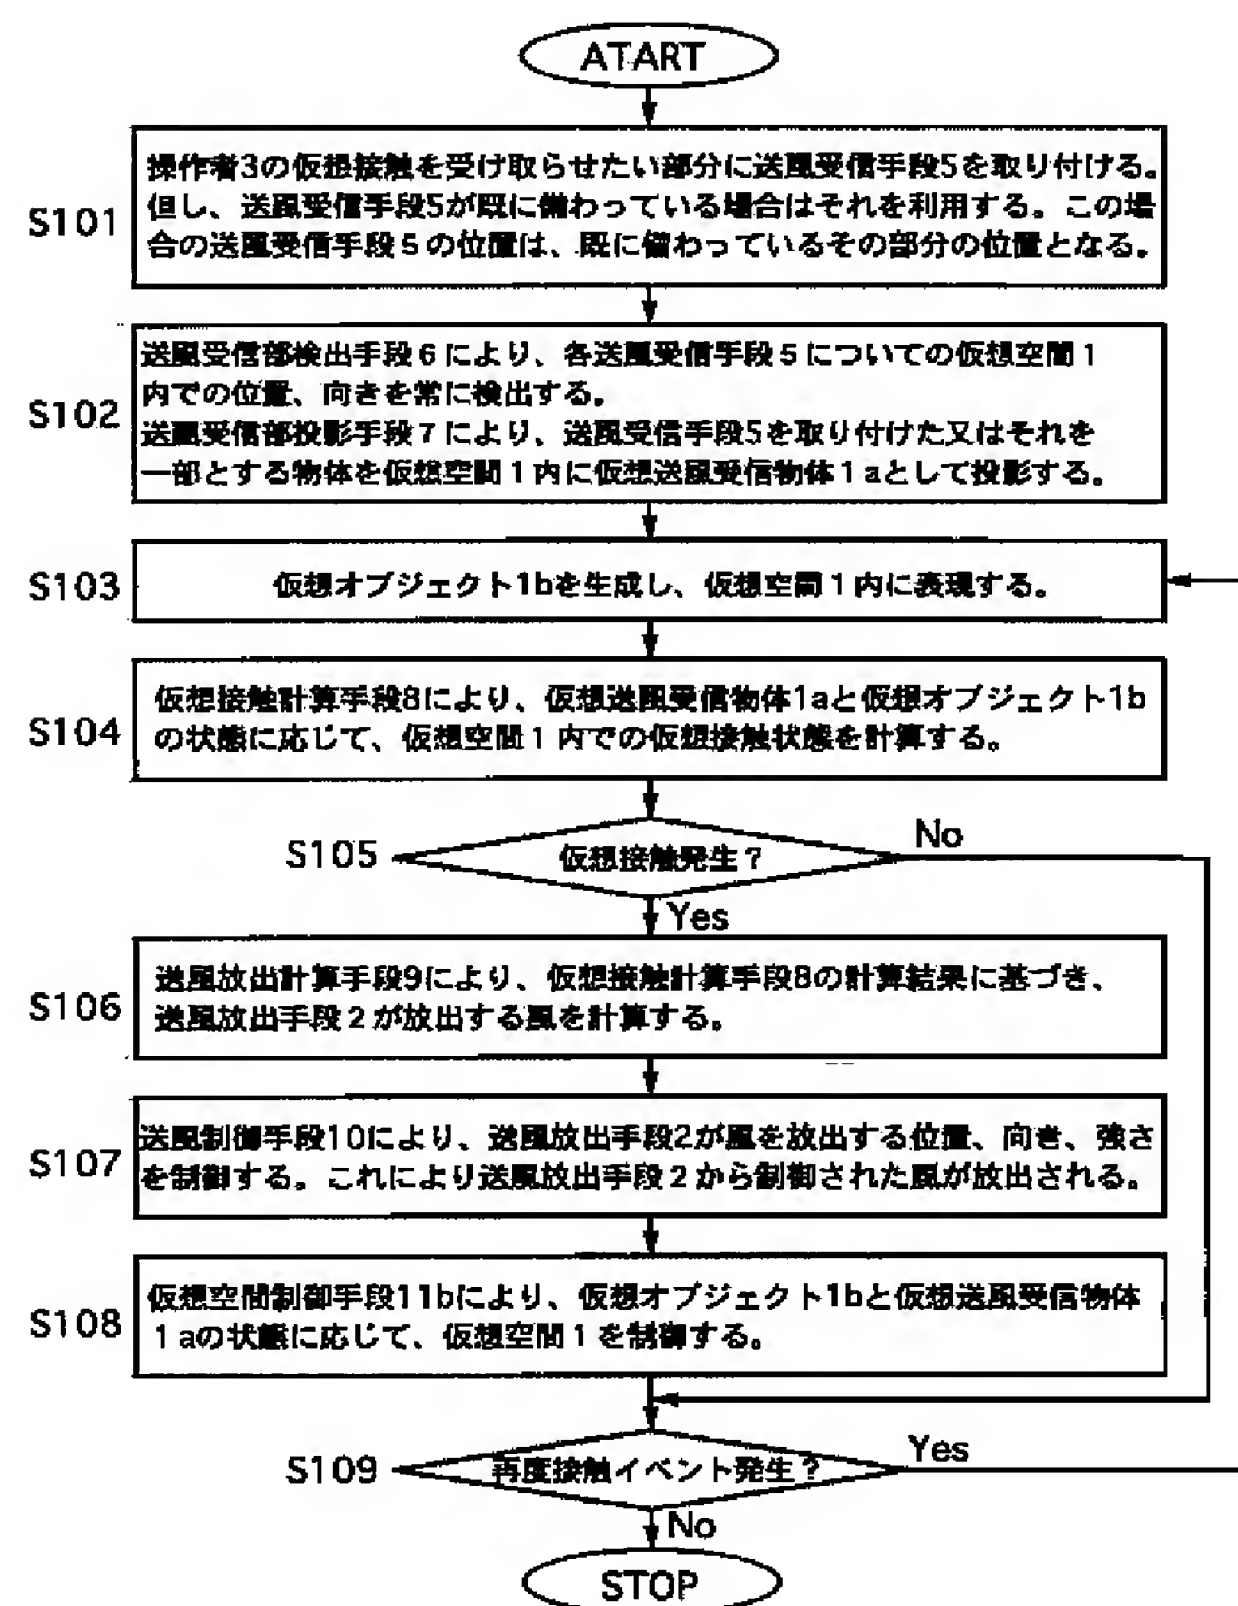 ATART
S101
操作者3の仮想接触を受け取らせたい部分に送風受信手段5を取り付ける。
但し、送風受信手段5が既に備わっている場合はそれを利用する。この場
合の送風受信手段5の位置は、既に備わっているその部分の位置となる。
S102
送風受信部検出手段6により、各送風受信手段5についての仮想空間1
内での位置、向きを常に検出する。
送風受信部投影手段7により、送風受信手段5を取り付けた又はそれを
一部とする物体を仮想空間1内に仮想送風受信物体1aとして投影する。
S103
仮想オブジェクト1bを生成し、仮想空間1内に表現する。
S104
仮想接触計算手段8により、仮想送風受信物体1aと仮想オブジェクト1b
の状態に応じて、仮想空間1内での仮想接触状態を計算する。
S105
仮想接触発生?
No
Yes
S106
送風放出計算手段9により、仮想接触計算手段8の計算結果に基づき、
送風放出手段2が放出する風を計算する。
S107
送風制御手段10により、送風放出手段2が風を放出する位置、向き、強さ
を制御する。これにより送風放出手段2から制御された風が放出される。
S108
仮想空間制御手段11bにより、仮想オブジェクト1bと仮想送風受信物体
1aの状態に応じて、仮想空間1を制御する。
S109
再度接触イベント発生?
Yes
No
STOP